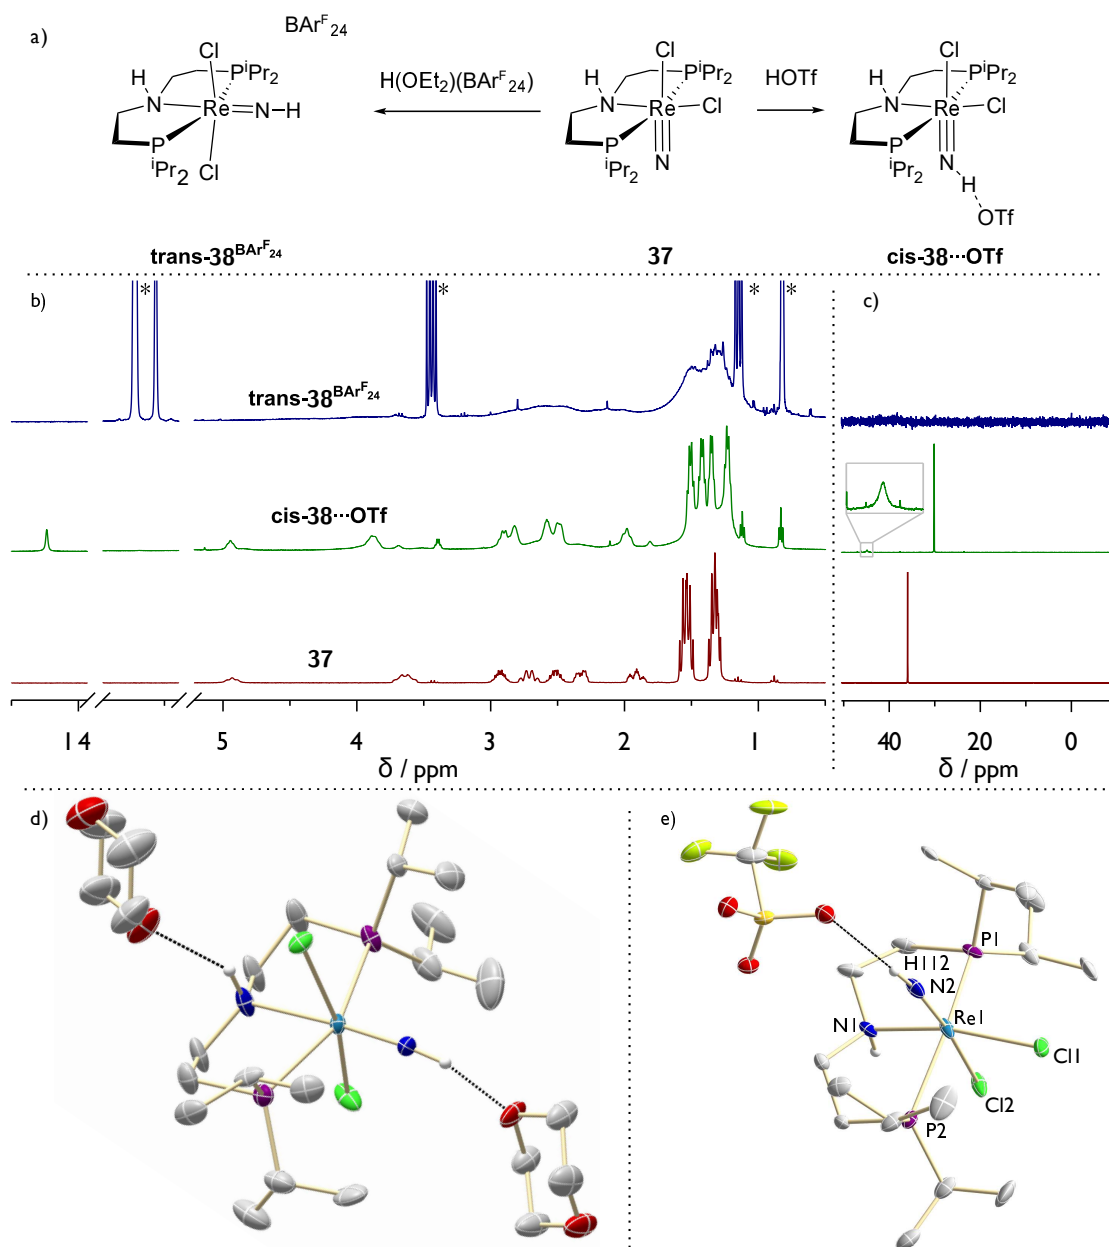 a)
BArF24
Cl
H
N
PiPr2
Re
N
H
P
iPr2
Cl
H(OEt2)(BArF24)
Cl
H
N
PiPr2
Re
Cl
P
iPr2
N
HOTf
Cl
H
N
PiPr2
Re
Cl
P
iPr2
N
H
OTf
trans-38BArF24
37
cis-38···OTf
b)
* * * *
c)
trans-38BArF24
cis-38···OTf
37
14 5 4 3 2 1
40 20 0
δ / ppm
δ / ppm
d)
e)
P1
H112
N2
N1
Re1
Cl1
Cl2
P2